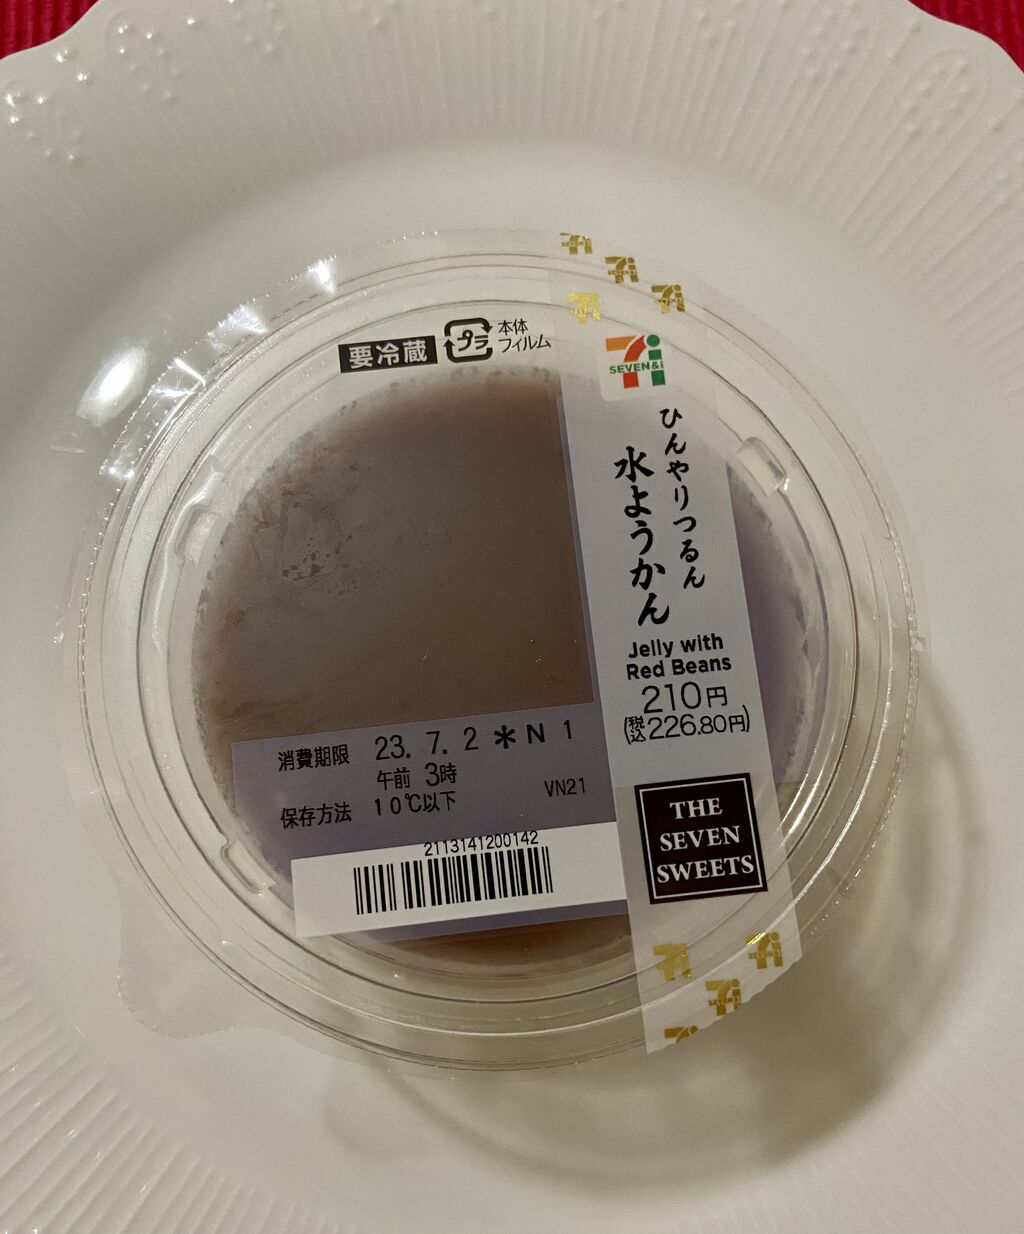 要冷蔵
プラ
本体
フィルム
7i
SEVEN&i
ひんやりつるん
水ようかん
Jelly with
Red Beans
210円
(税込226.80円)
消費期限 23. 7. 2 * N 1
午前 3時
保存方法 10℃以下 VN21
2113141200142
THE
SEVEN
SWEETS